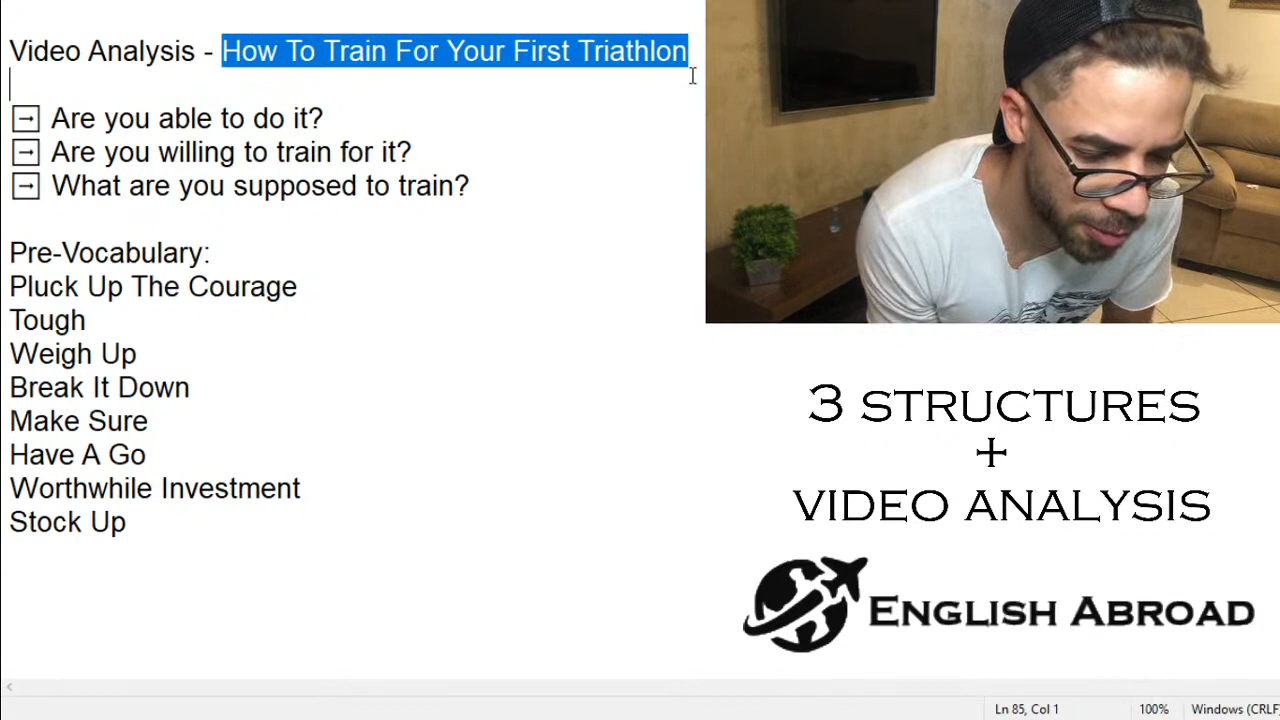 Video Analysis - How To Train For Your First Triathlon
→ Are you able to do it?
→ Are you willing to train for it?
→ What are you supposed to train?
Pre-Vocabulary:
Pluck Up The Courage
Tough
Weigh Up
Break It Down
Make Sure
Have A Go
Worthwhile Investment
Stock Up
3 STRUCTURES
+
VIDEO ANALYSIS
ENGLISH ABROAD
Ln 85, Col 1
100%
Windows (CRLF